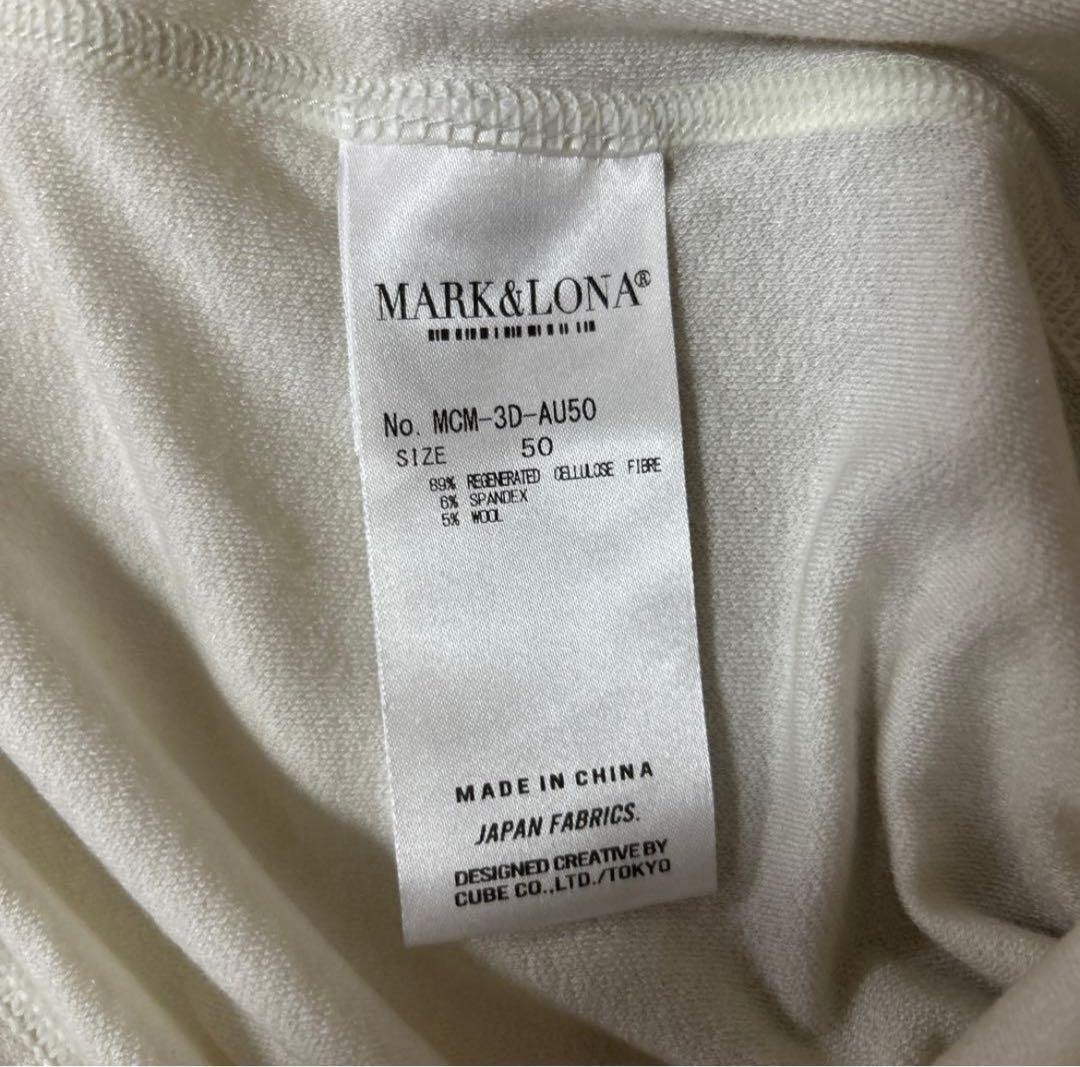 MARK&LONA®
No. MCM-3D-AU50
SIZE 50
89% REGENERATED CELLULOSE FIBRE
6% SPANDEX
5% WOOL
MADE IN CHINA
JAPAN FABRICS.
DESIGNED CREATIVE BY
CUBE CO.,LTD./TOKYO